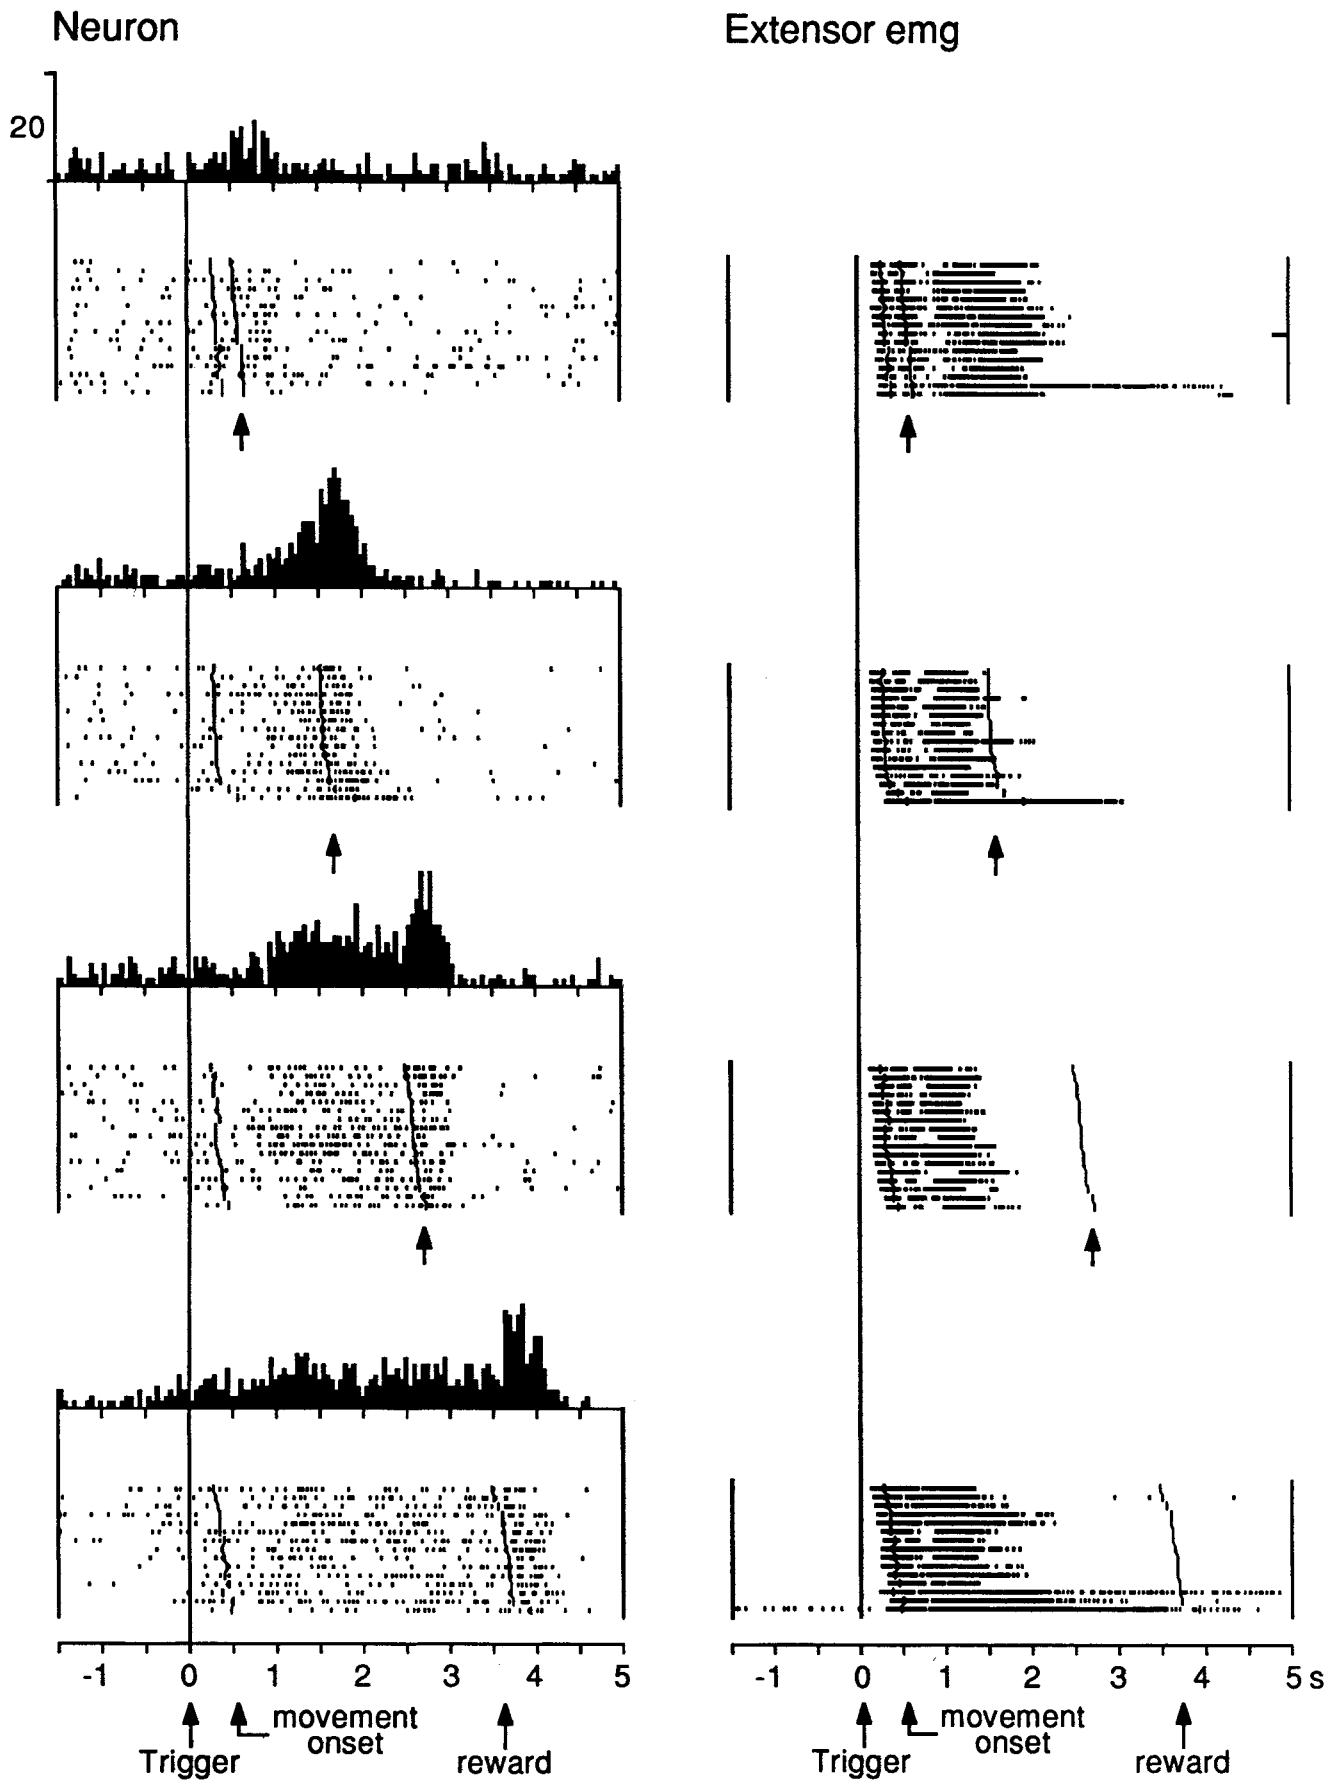 Neuron
Extensor emg
20
-1 0 1 2 3 4 5
-1 0 1 2 3 4 5 s
movement
onset
Trigger
reward
movement
onset
Trigger
reward